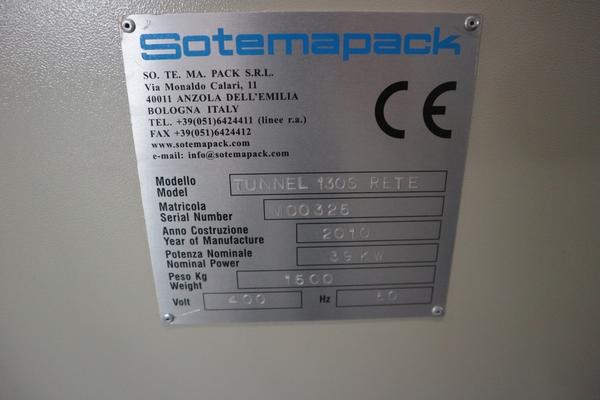 Sotemapack
SO. TE. MA. PACK S.R.L.
Via Monaldo Calari, 11
40011 ANZOLA DELL'EMILIA
BOLOGNA ITALY
TEL. +39(051)6424411 (linee r.a.)
FAX +39(051)6424412
www.sotemapack.com
e-mail: info@sotemapack.com
CE
Modello
Model
TUNNEL 430S RETE
Matricola
Serial Number
M00325
Anno Costruzione
Year of Manufacture
2010
Potenza Nominale
Nominal Power
39 KW
Peso Kg
Weight
1500
Volt 400 Hz